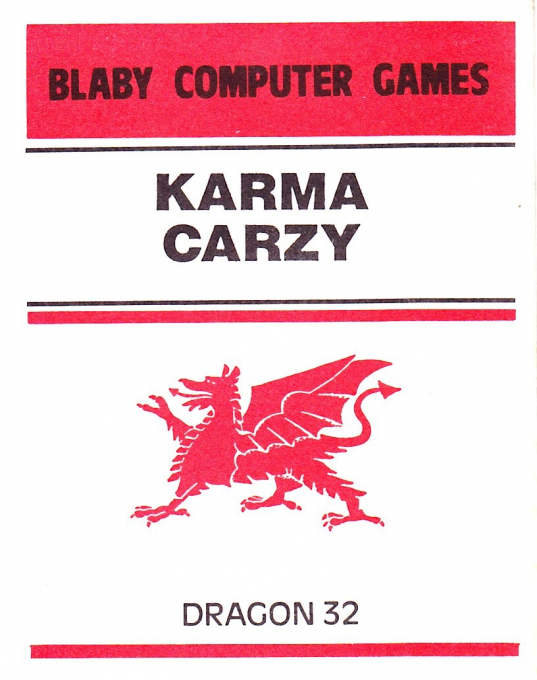 BLABY COMPUTER GAMES
KARMA
CARZY
DRAGON 32